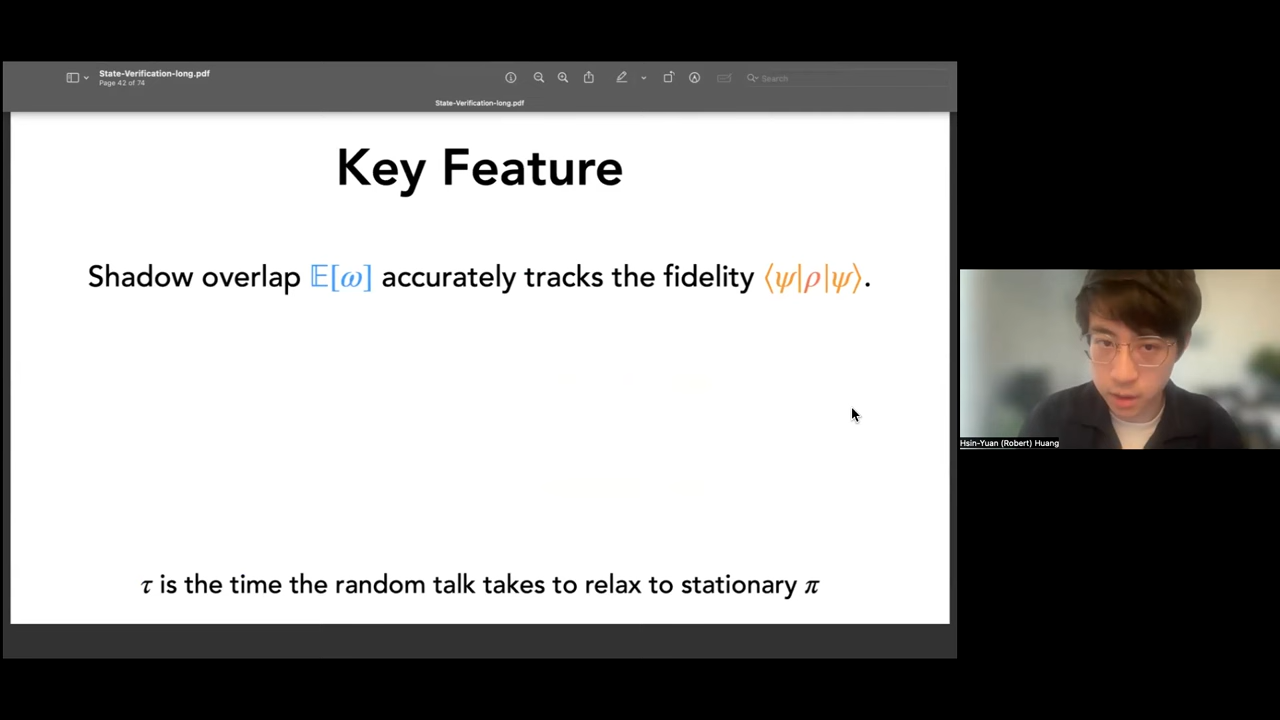 State-Verification-long.pdf
Page 42 of 74
Search
State-Verification-long.pdf
Key Feature
Shadow overlap 𝔼[ω] accurately tracks the fidelity ⟨ψ|ρ|ψ⟩.
τ is the time the random talk takes to relax to stationary π
Hsin-Yuan (Robert) Huang